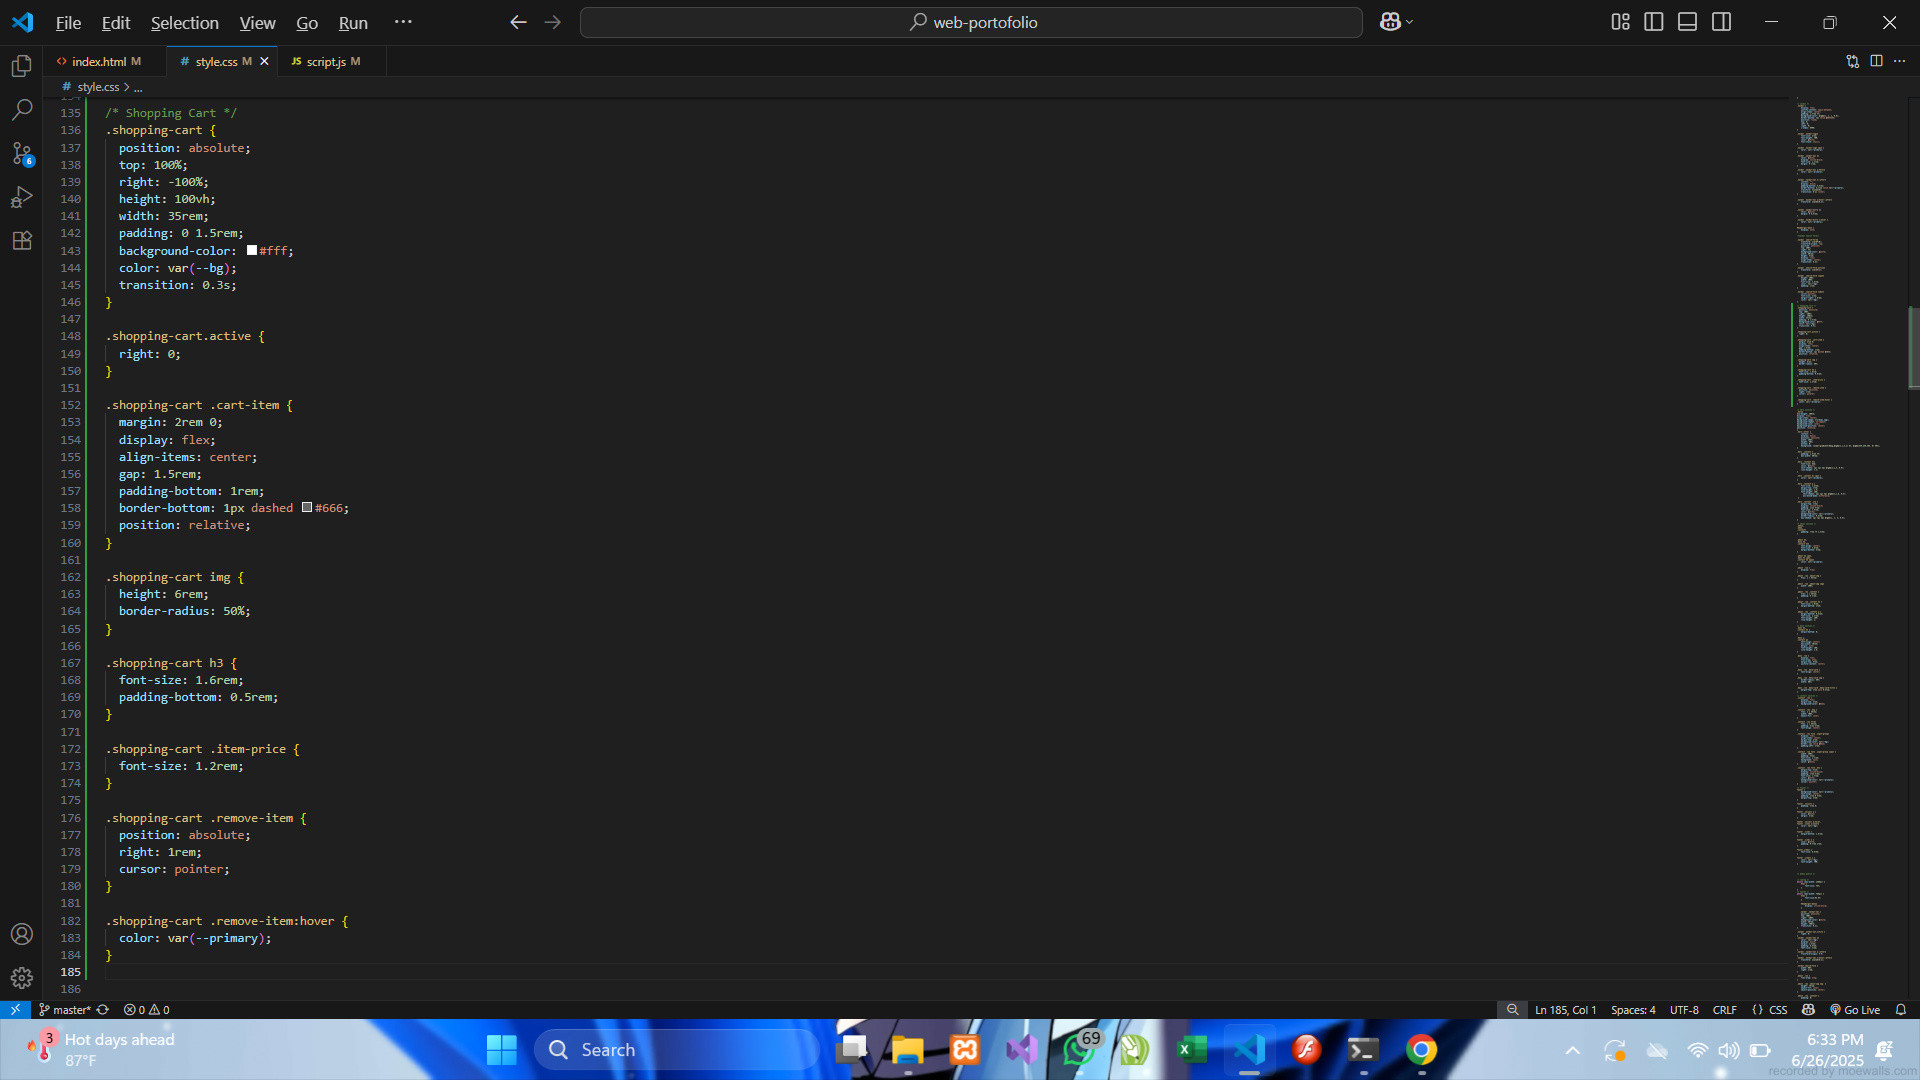 File Edit Selection View Go Run ··· web-portofolio
index.html M style.css M script.js M
# style.css > ...
135 /* Shopping Cart */
136 .shopping-cart {
137 position: absolute;
138 top: 100%;
139 right: -100%;
140 height: 100vh;
141 width: 35rem;
142 padding: 0 1.5rem;
143 background-color: #fff;
144 color: var(--bg);
145 transition: 0.3s;
146 }
147
148 .shopping-cart.active {
149 right: 0;
150 }
151
152 .shopping-cart .cart-item {
153 margin: 2rem 0;
154 display: flex;
155 align-items: center;
156 gap: 1.5rem;
157 padding-bottom: 1rem;
158 border-bottom: 1px dashed #666;
159 position: relative;
160 }
161
162 .shopping-cart img {
163 height: 6rem;
164 border-radius: 50%;
165 }
166
167 .shopping-cart h3 {
168 font-size: 1.6rem;
169 padding-bottom: 0.5rem;
170 }
171
172 .shopping-cart .item-price {
173 font-size: 1.2rem;
174 }
175
176 .shopping-cart .remove-item {
177 position: absolute;
178 right: 1rem;
179 cursor: pointer;
180 }
181
182 .shopping-cart .remove-item:hover {
183 color: var(--primary);
184 }
185
186
6
master* 0 0 Ln 185, Col 1 Spaces: 4 UTF-8 CRLF {} CSS Go Live
3 Hot days ahead
87°F
Search
69
6:33 PM
6/26/2025
recorded by moewalls.com